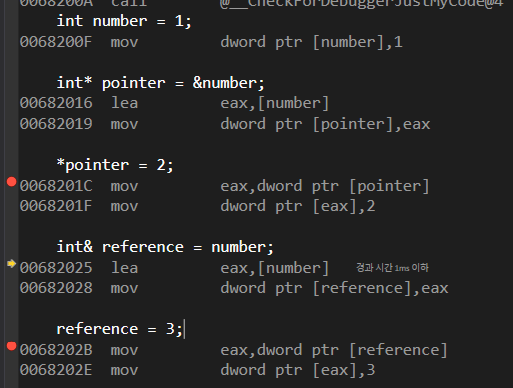 0068200A call @__CheckForDebuggerJustMyCode@4
int number = 1;
0068200F mov dword ptr [number],1
int* pointer = &number;
00682016 lea eax,[number]
00682019 mov dword ptr [pointer],eax
*pointer = 2;
0068201C mov eax,dword ptr [pointer]
0068201F mov dword ptr [eax],2
int& reference = number;
00682025 lea eax,[number] 경과 시간 1ms 이하
00682028 mov dword ptr [reference],eax
reference = 3;
0068202B mov eax,dword ptr [reference]
0068202E mov dword ptr [eax],3